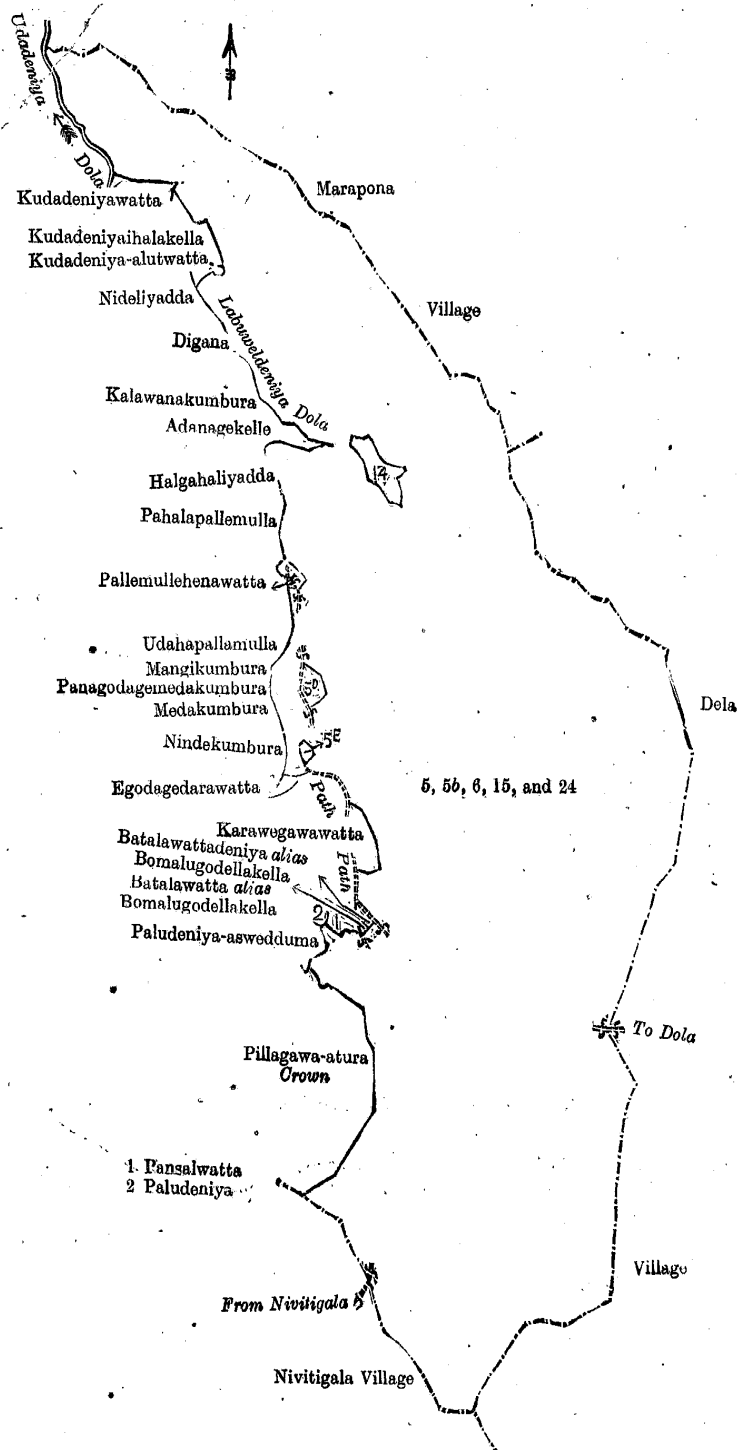 Udadeniya
Dola
Kudadeniyawatta
Marapona
Kudadeniyaihalakella
Kudadeniya-alutwatta
Nideliyadda
Labuweldeniya Dola
Village
Digana
Kalawanakumbura
Adanagekelle
Halgahaliyadda
Pahalapallemulla
Pallemullehenawatta
Udahapallamulla
Mangikumbura
Panagodagemedakumbura
Medakumbura
Dela
Nindekumbura
5E
Egodagedarawatta
Path
5, 5b, 6, 15, and 24
Karawegawawatta
Batalawattadeniya alias
Bomalugodellakella
Path
Batalawatta alias
Bomalugodellakella
2
Paludeniya-aswedduma
To Dola
Pillagawa-atura
Crown
1 Pansalwatta
2 Paludeniya
Village
From Nivitigala
Nivitigala Village